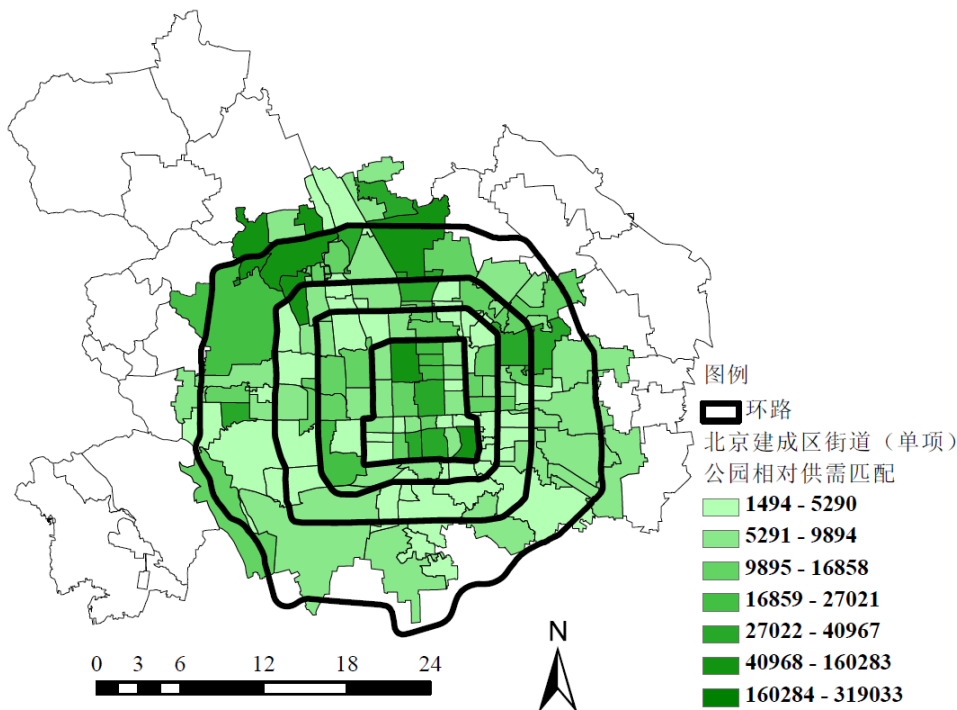 图例
环路
北京建成区街道（单项）
公园相对供需匹配
1494 - 5290
5291 - 9894
9895 - 16858
16859 - 27021
27022 - 40967
40968 - 160283
160284 - 319033
N
0 3 6 12 18 24